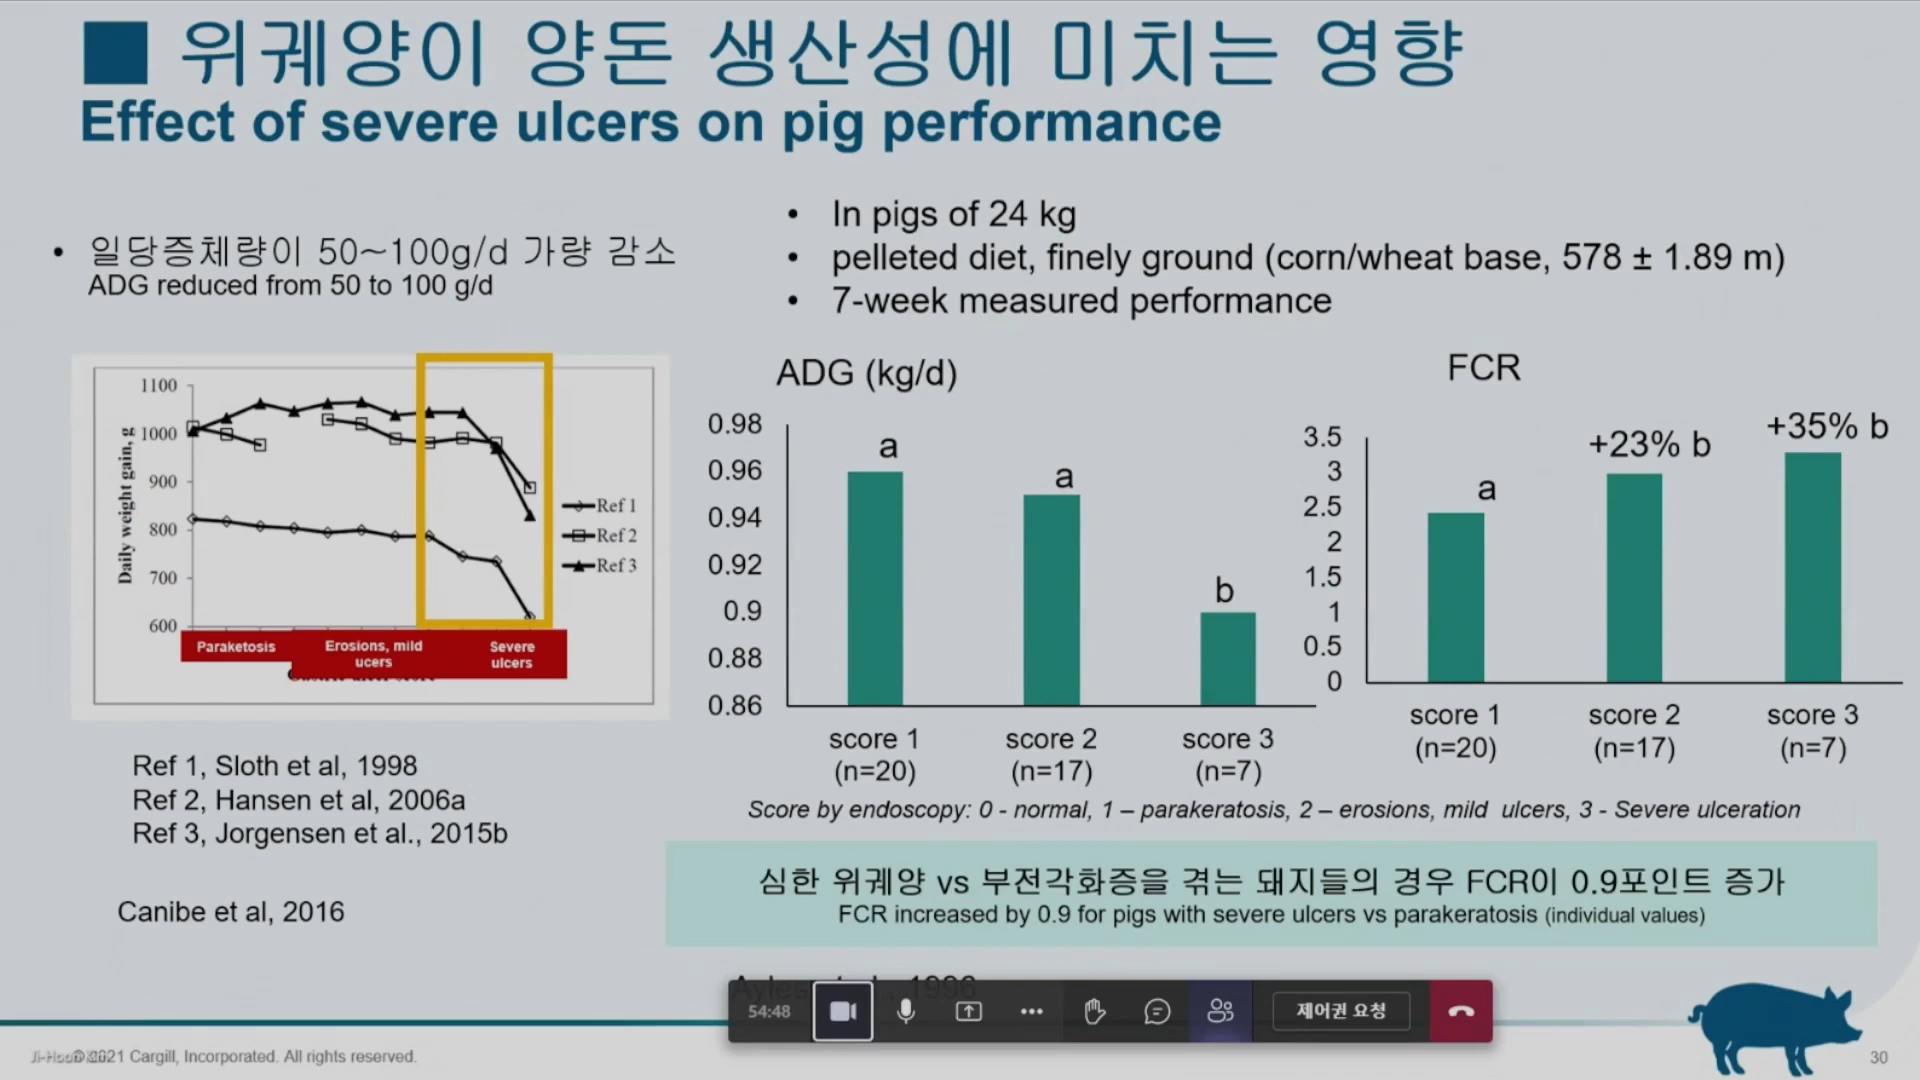 위궤양이 양돈 생산성에 미치는 영향
Effect of severe ulcers on pig performance
• 일당증체량이 50~100g/d 가량 감소
ADG reduced from 50 to 100 g/d
• In pigs of 24 kg
• pelleted diet, finely ground (corn/wheat base, 578 ± 1.89 m)
• 7-week measured performance
1100
1000
900
800
700
600
Daily weight gain, g
Ref 1
Ref 2
Ref 3
Paraketosis
Erosions, mild
ucers
Severe
ulcers
Ref 1, Sloth et al, 1998
Ref 2, Hansen et al, 2006a
Ref 3, Jorgensen et al., 2015b
Canibe et al, 2016
ADG (kg/d)
0.98
0.96
0.94
0.92
0.9
0.88
0.86
a
a
b
score 1
(n=20)
score 2
(n=17)
score 3
(n=7)
FCR
3.5
3
2.5
2
1.5
1
0.5
0
a
+23% b
+35% b
score 1
(n=20)
score 2
(n=17)
score 3
(n=7)
Score by endoscopy: 0 - normal, 1 – parakeratosis, 2 – erosions, mild ulcers, 3 - Severe ulceration
심한 위궤양 vs 부전각화증을 겪는 돼지들의 경우 FCR이 0.9포인트 증가
FCR increased by 0.9 for pigs with severe ulcers vs parakeratosis (individual values)
1996
54:48
제어권 요청
2021 Cargill, Incorporated. All rights reserved.
30